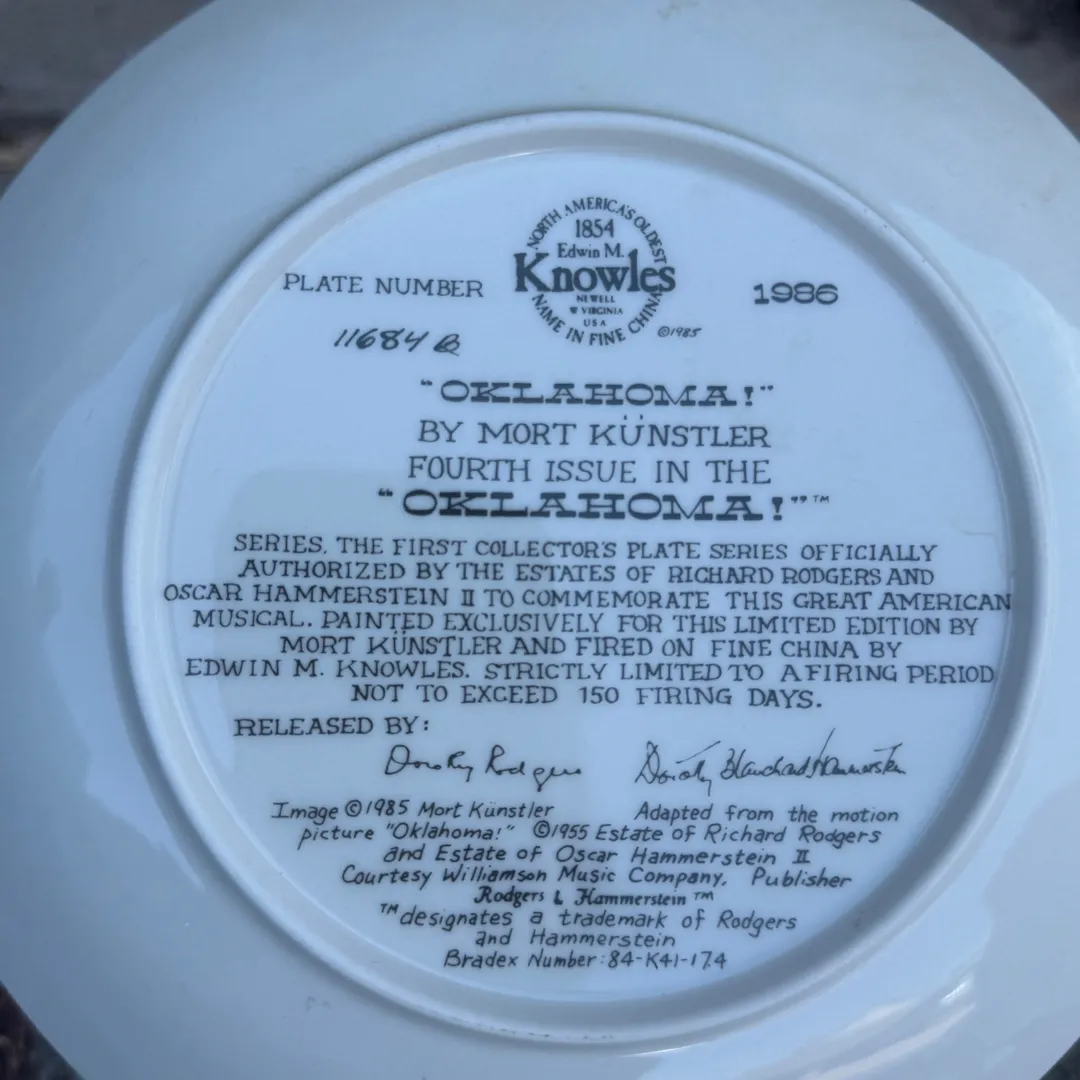 NORTH AMERICA'S OLDEST
1854
Edwin M.
Knowles
NEWELL
W VIRGINIA
USA
NAME IN FINE CHINA
©1985
PLATE NUMBER
1986
11684 B
"OKLAHOMA!"
BY MORT KÜNSTLER
FOURTH ISSUE IN THE
"OKLAHOMA!"™
SERIES, THE FIRST COLLECTOR'S PLATE SERIES OFFICIALLY
AUTHORIZED BY THE ESTATES OF RICHARD RODGERS AND
OSCAR HAMMERSTEIN II TO COMMEMORATE THIS GREAT AMERICAN
MUSICAL. PAINTED EXCLUSIVELY FOR THIS LIMITED EDITION BY
MORT KÜNSTLER AND FIRED ON FINE CHINA BY
EDWIN M. KNOWLES. STRICTLY LIMITED TO A FIRING PERIOD
NOT TO EXCEED 150 FIRING DAYS.
RELEASED BY:
Dorothy Rodgers Dorothy Blanchard Hammerstein
Image ©1985 Mort Künstler Adapted from the motion
picture "Oklahoma!" ©1955 Estate of Richard Rodgers
and Estate of Oscar Hammerstein II
Courtesy Williamson Music Company, Publisher
Rodgers & Hammerstein ™
™designates a trademark of Rodgers
and Hammerstein
Bradex Number: 84-K41-17.4